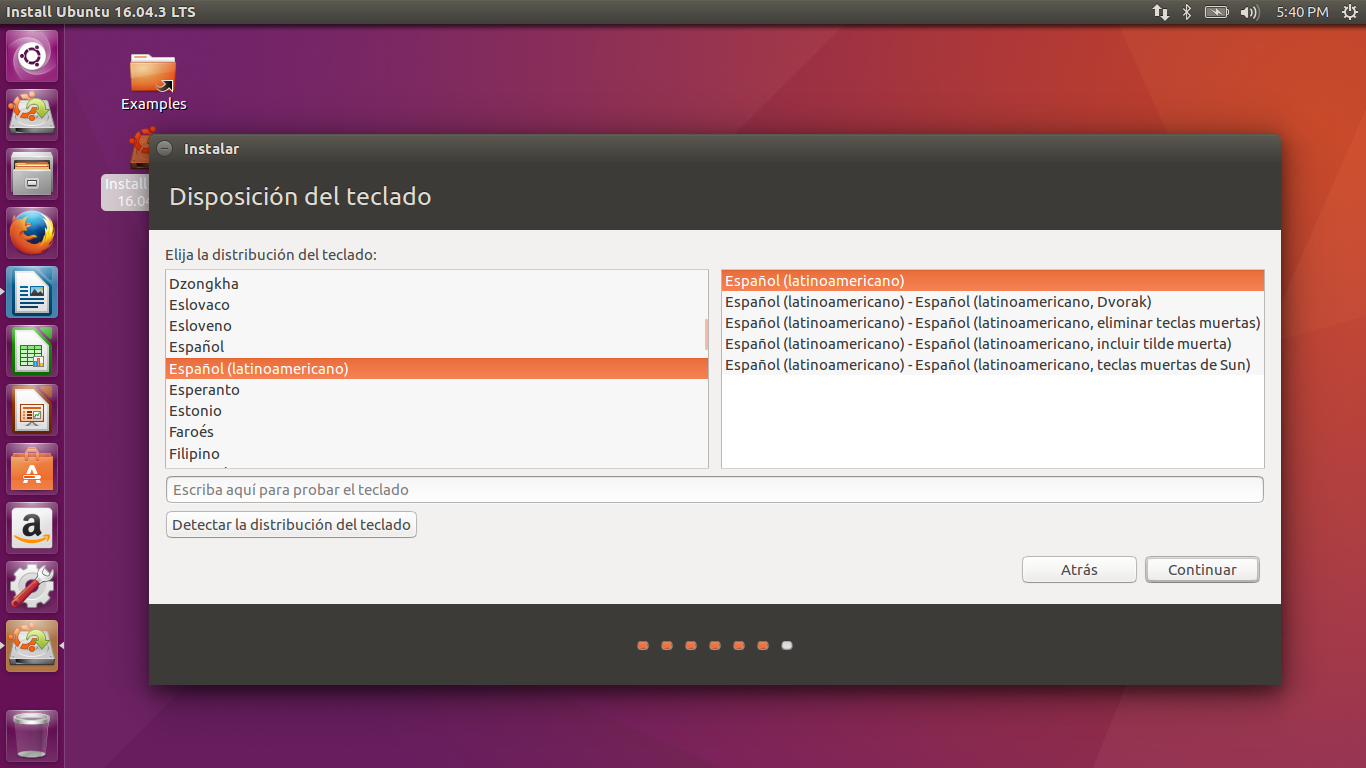 Install Ubuntu 16.04.3 LTS
5:40 PM
Examples
Install
16.04
Instalar
Disposición del teclado
Elija la distribución del teclado:
Dzongkha
Eslovaco
Esloveno
Español
Español (latinoamericano)
Esperanto
Estonio
Faroés
Filipino
Español (latinoamericano)
Español (latinoamericano) - Español (latinoamericano, Dvorak)
Español (latinoamericano) - Español (latinoamericano, eliminar teclas muertas)
Español (latinoamericano) - Español (latinoamericano, incluir tilde muerta)
Español (latinoamericano) - Español (latinoamericano, teclas muertas de Sun)
Escriba aquí para probar el teclado
Detectar la distribución del teclado
Atrás
Continuar